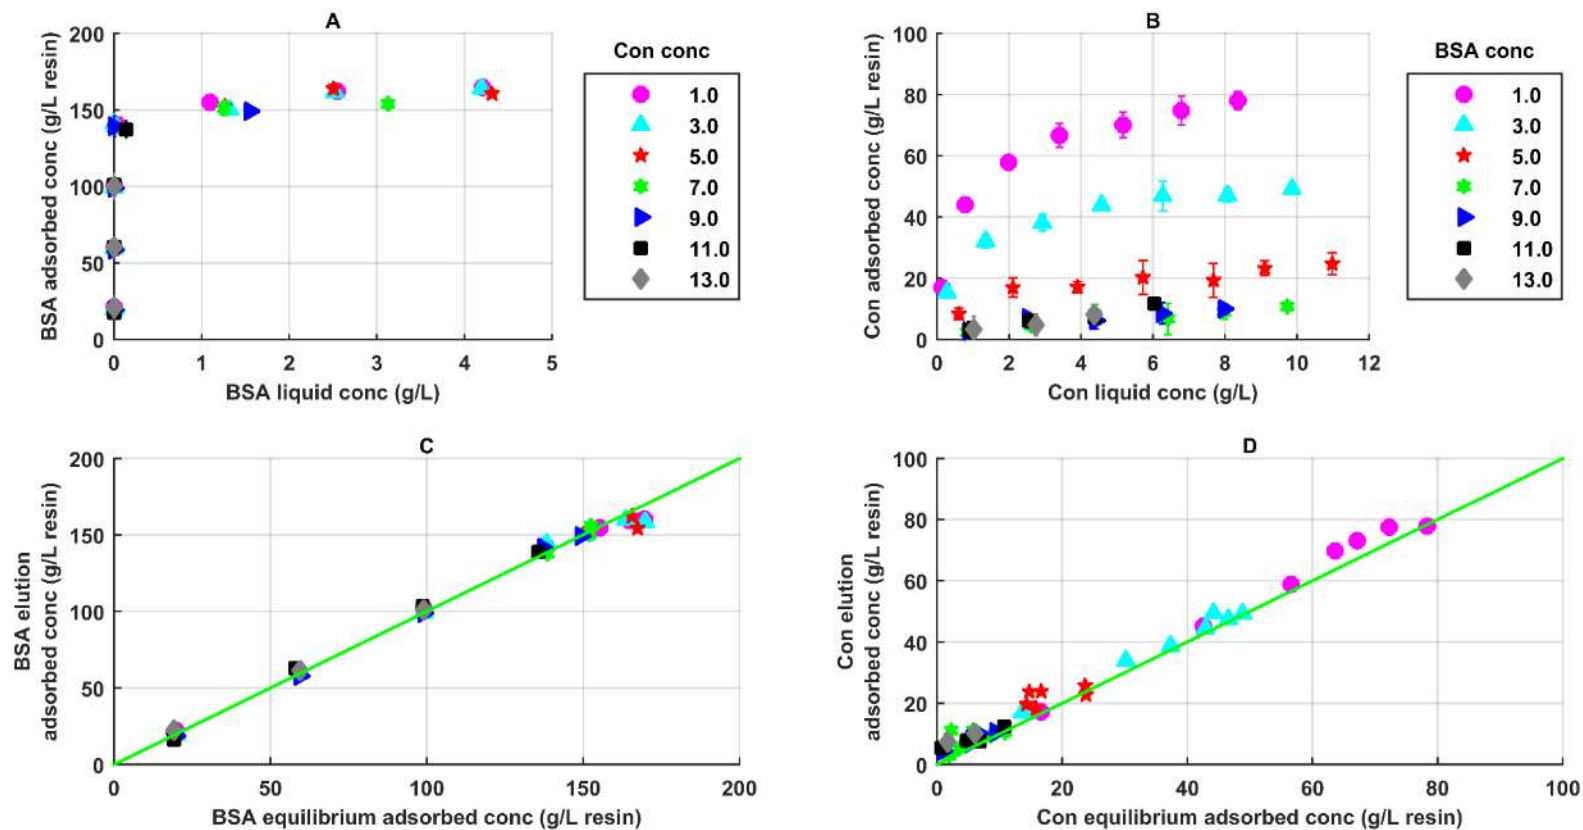 A
BSA adsorbed conc (g/L resin)
200
150
100
50
0
0 1 2 3 4 5
BSA liquid conc (g/L)
Con conc
1.0
3.0
5.0
7.0
9.0
11.0
13.0
B
Con adsorbed conc (g/L resin)
100
80
60
40
20
0
0 2 4 6 8 10 12
Con liquid conc (g/L)
BSA conc
1.0
3.0
5.0
7.0
9.0
11.0
13.0
C
BSA elution
adsorbed conc (g/L resin)
200
150
100
50
0
0 50 100 150 200
BSA equilibrium adsorbed conc (g/L resin)
D
Con elution
adsorbed conc (g/L resin)
100
80
60
40
20
0
0 20 40 60 80 100
Con equilibrium adsorbed conc (g/L resin)